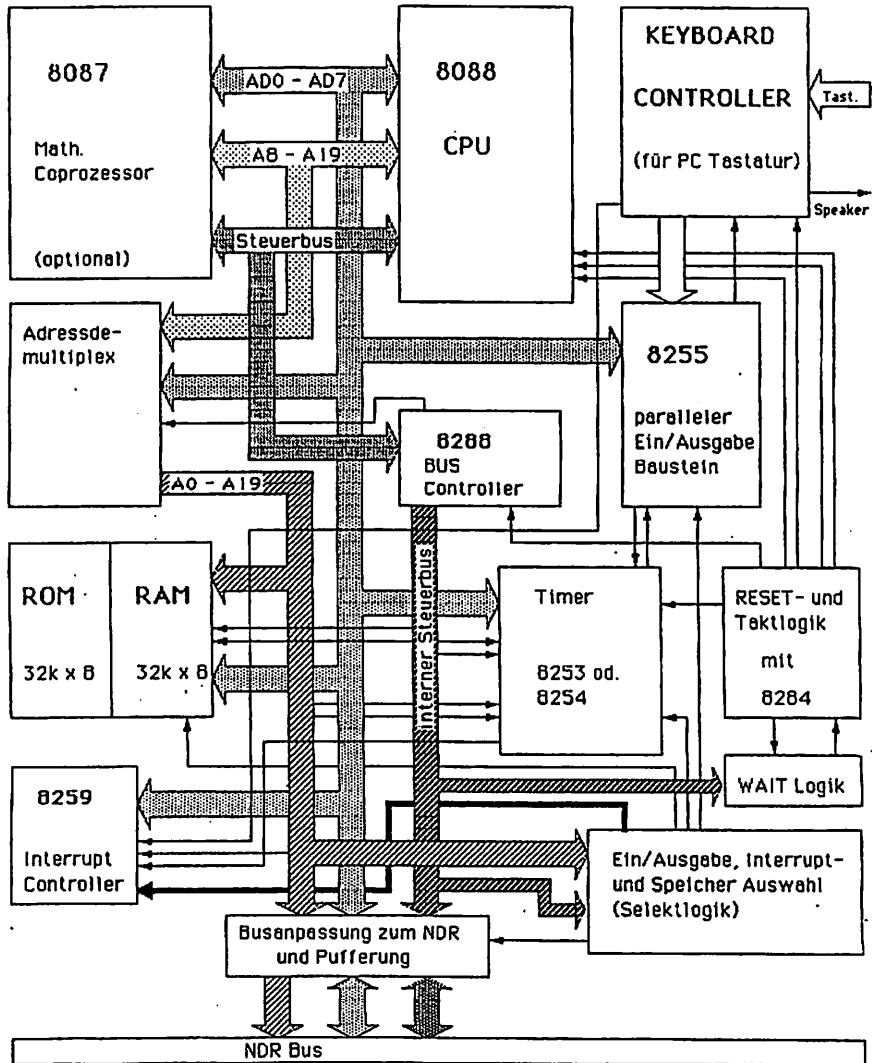 8087
Math.
Coprozessor
(optional)
AD0 - AD7
A8 - A19
Steuerbus
8088
CPU
KEYBOARD
CONTROLLER
(für PC Tastatur)
Tast.
Speaker
Adressde-
multiplex
A0 - A19
8288
BUS
Controller
8255
paralleler
Ein/Ausgabe
Baustein
ROM
32k x 8
RAM
32k x 8
interner Steuerbus
Timer
8253 od.
8254
RESET- und
Taktlogik
mit
8284
WAIT Logik
8259
Interrupt
Controller
Ein/Ausgabe, Interrupt-
und Speicher Auswahl
(Selektlogik)
Busanpassung zum NDR
und Pufferung
NDR Bus